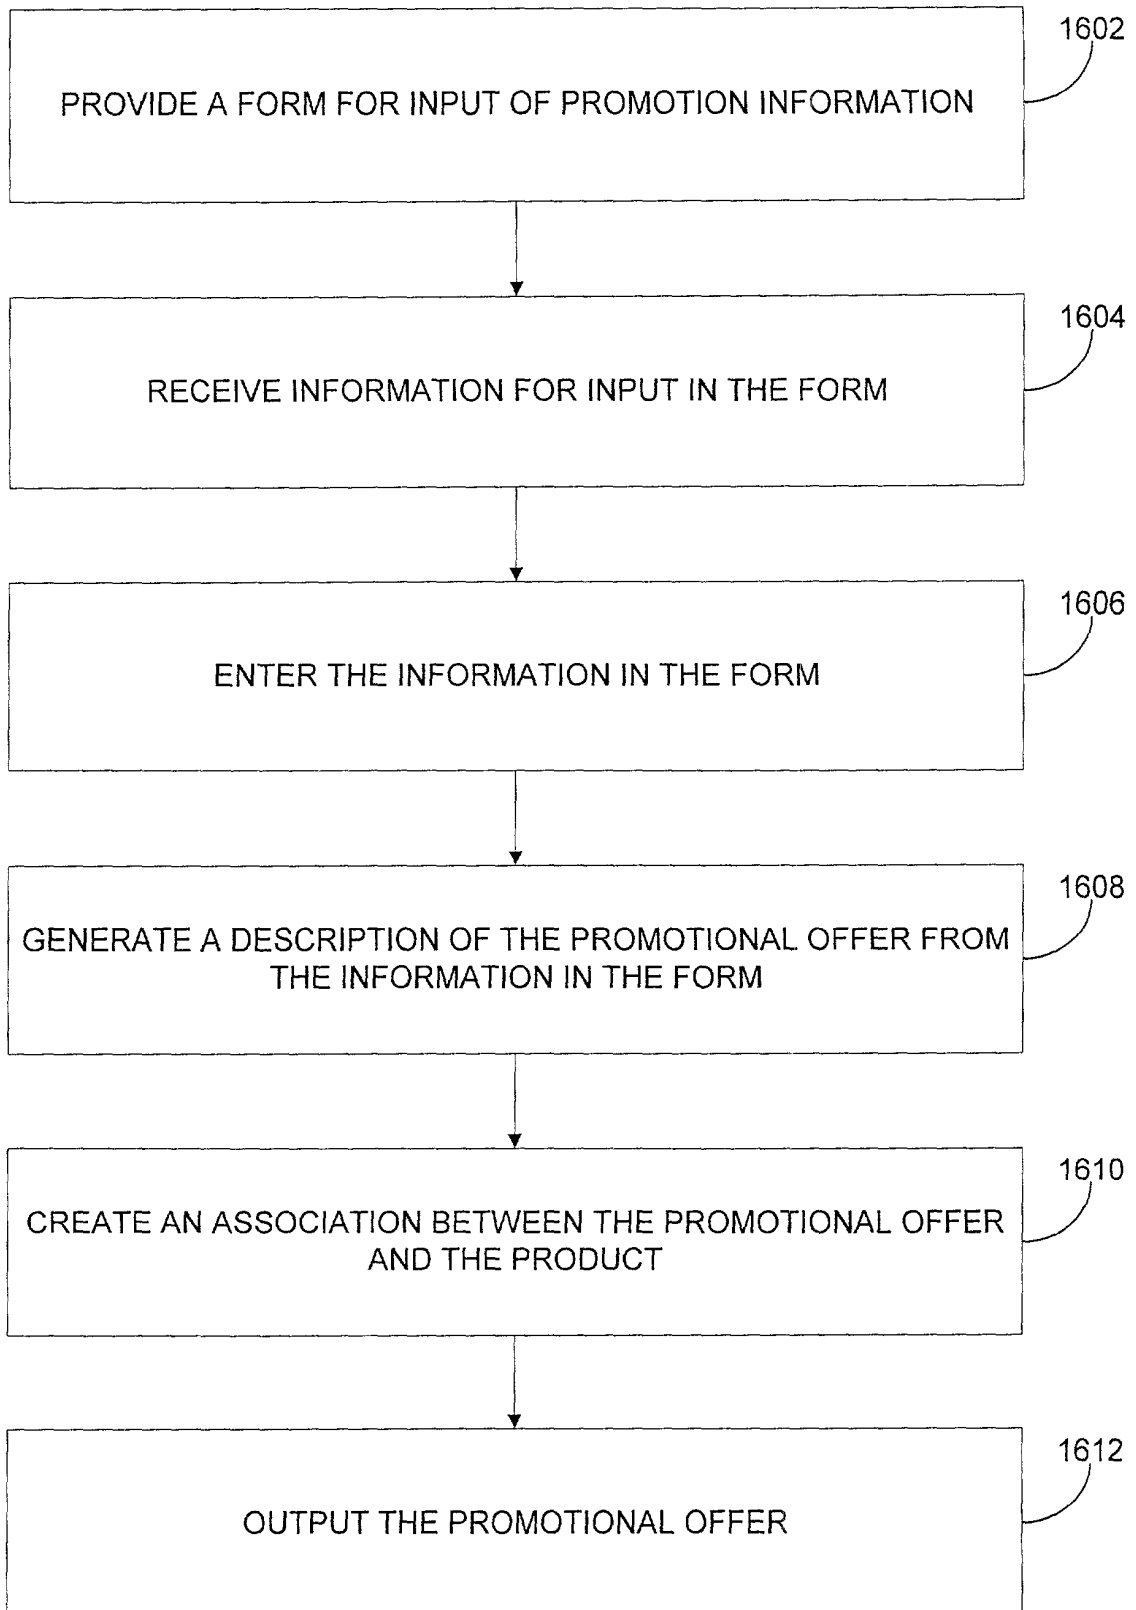 1602
PROVIDE A FORM FOR INPUT OF PROMOTION INFORMATION
1604
RECEIVE INFORMATION FOR INPUT IN THE FORM
1606
ENTER THE INFORMATION IN THE FORM
1608
GENERATE A DESCRIPTION OF THE PROMOTIONAL OFFER FROM
THE INFORMATION IN THE FORM
1610
CREATE AN ASSOCIATION BETWEEN THE PROMOTIONAL OFFER
AND THE PRODUCT
1612
OUTPUT THE PROMOTIONAL OFFER